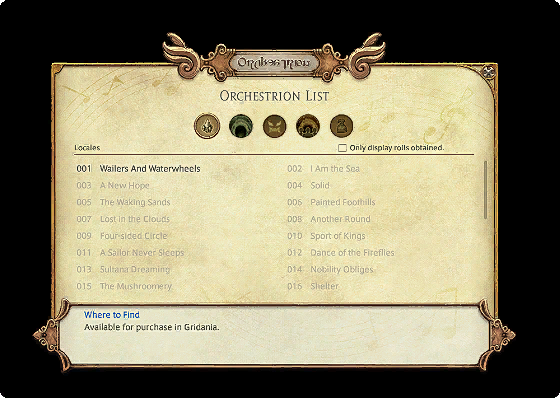 Orchestrion
ORCHESTRION LIST
Locales
Only display rolls obtained.
001 Wailers And Waterwheels 002 I Am the Sea
003 A New Hope 004 Solid
005 The Waking Sands 006 Painted Foothills
007 Lost in the Clouds 008 Another Round
009 Four-sided Circle 010 Sport of Kings
011 A Sailor Never Sleeps 012 Dance of the Fireflies
013 Sultana Dreaming 014 Nobility Obliges
015 The Mushroomery 016 Shelter
Where to Find
Available for purchase in Gridania.